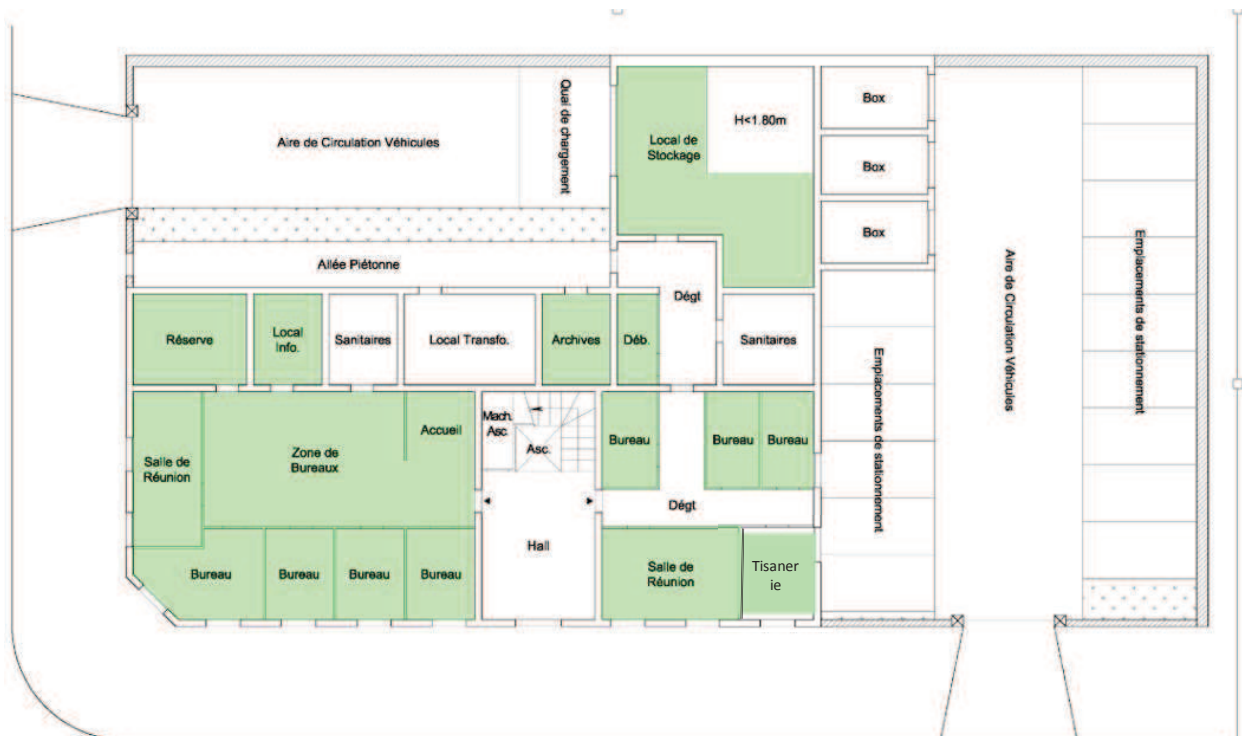 Aire de Circulation Véhicules
Quai de chargement
Local de
Stockage
H<1.80m
Box
Box
Box
Aire de Circulation Véhicules
Emplacements de stationnement
Emplacements de stationnement
Allée Piétonne
Dégt
Réserve
Local
Info.
Sanitaires
Local Transfo.
Archives
Déb.
Sanitaires
Salle de
Réunion
Zone de
Bureaux
Accueil
Mach.
Asc.
Asc.
Bureau
Bureau
Bureau
Dégt
Hall
Bureau
Bureau
Bureau
Bureau
Salle de
Réunion
Tisaner
ie